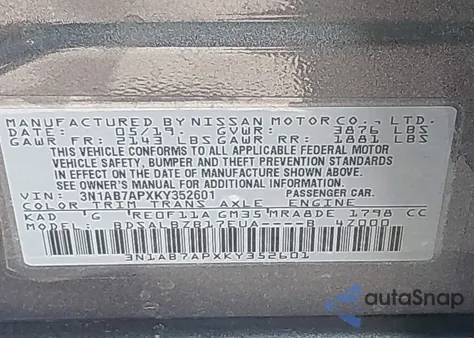 MANUFACTURED BY NISSAN MOTOR CO., LTD.
DATE: 05/19 GVWR: 3876 LBS
GAWR FR: 2143 LBS GAWR RR: 1881 LBS
THIS VEHICLE CONFORMS TO ALL APPLICABLE FEDERAL MOTOR
VEHICLE SAFETY, BUMPER AND THEFT PREVENTION STANDARDS
IN EFFECT ON THE DATE OF MANUFACTURE SHOWN ABOVE.
SEE OWNER'S MANUAL FOR ADDITIONAL INFORMATION.
VIN: 3N1AB7APXKY352601 PASSENGER CAR.
COLOR TRIM TRANS AXLE ENGINE
KAD G RE0F11A GM35 MRA8DE 1798 CC
BDSALBZB17EUA----B 4Z000
3N1AB7APXKY352601
autoSnap